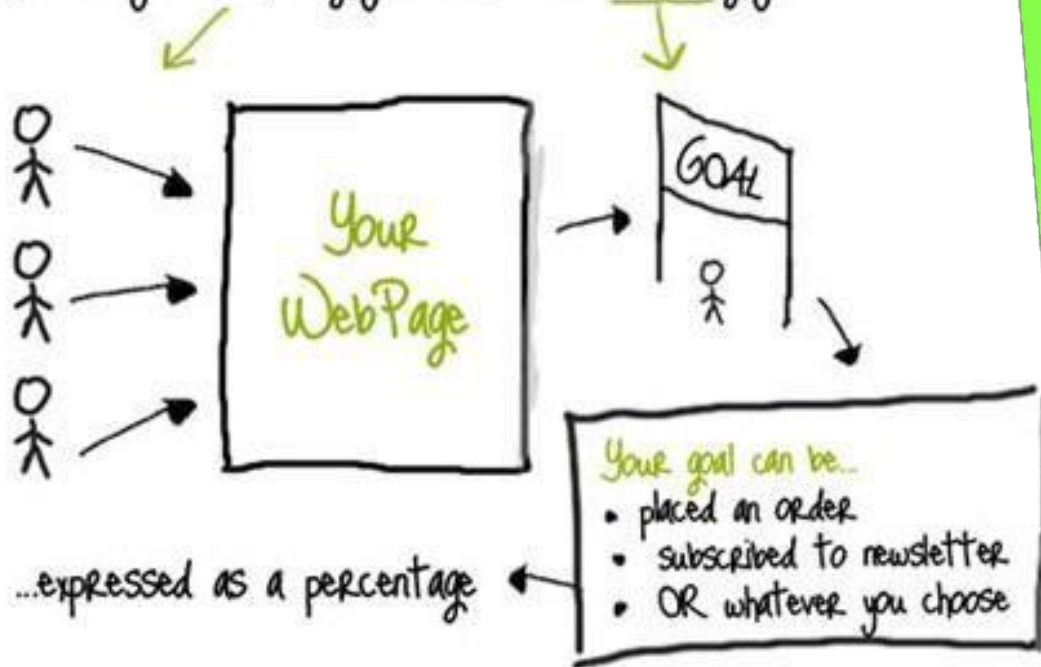 GOAL
Your
WebPage
Your goal can be...
• placed an order
• subscribed to newsletter
• OR whatever you choose
...expressed as a percentage